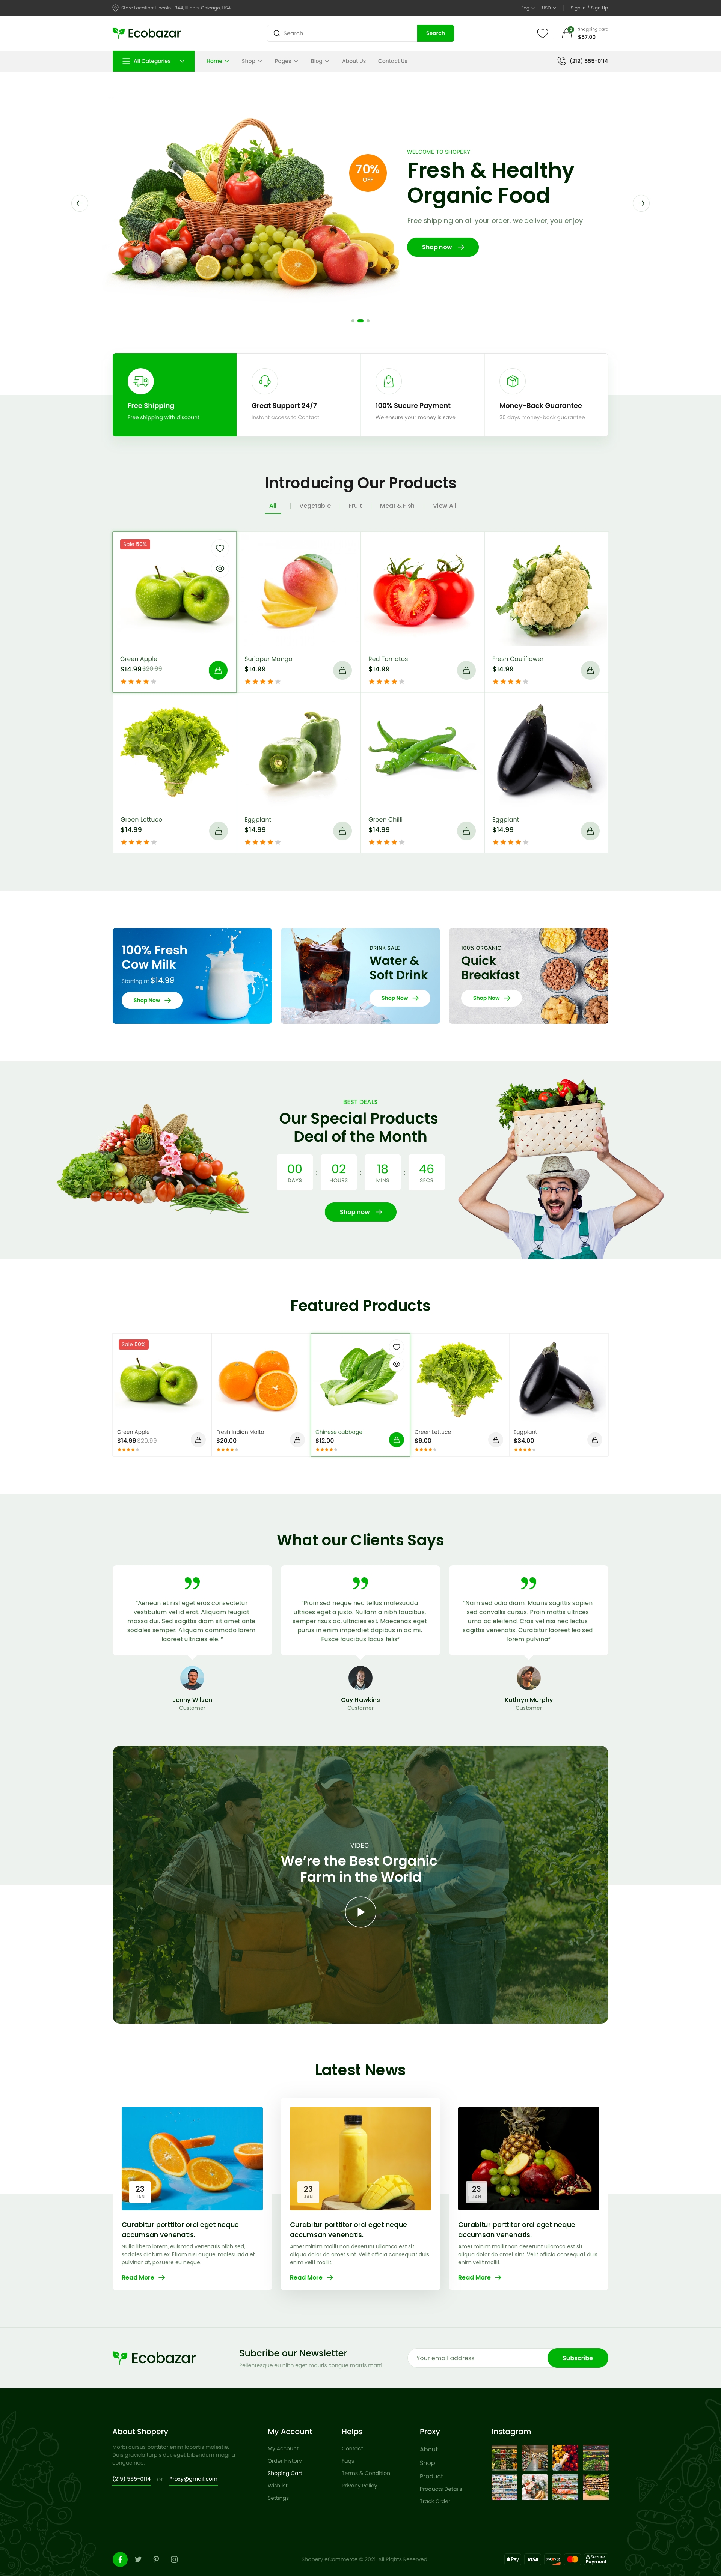 Store Location: Lincoln- 344, Illinois, Chicago, USA
Eng USD Sign in / Sign Up
Ecobazar
Search
Search
2
Shopping cart:
$57.00
All Categories
Home Shop Pages Blog About Us Contact Us
(219) 555-0114
70%
OFF
WELCOME TO SHOPERY
Fresh & Healthy
Organic Food
Free shipping on all your order. we deliver, you enjoy
Shop now
Free Shipping
Free shipping with discount
Great Support 24/7
Instant access to Contact
100% Sucure Payment
We ensure your money is save
Money-Back Guarantee
30 days money-back guarantee
Introducing Our Products
All | Vegetable | Fruit | Meat & Fish | View All
Sale 50%
Green Apple
$14.99 $20.99
Surjapur Mango
$14.99
Red Tomatos
$14.99
Fresh Cauliflower
$14.99
Green Lettuce
$14.99
Eggplant
$14.99
Green Chilli
$14.99
Eggplant
$14.99
100% Fresh
Cow Milk
Starting at $14.99
Shop Now
DRINK SALE
Water &
Soft Drink
Shop Now
100% ORGANIC
Quick
Breakfast
Shop Now
BEST DEALS
Our Special Products
Deal of the Month
00 : 02 : 18 : 46
DAYS HOURS MINS SECS
Shop now
Featured Products
Sale 50%
Green Apple
$14.99 $20.99
Fresh Indian Malta
$20.00
Chinese cabbage
$12.00
Green Lettuce
$9.00
Eggplant
$34.00
What our Clients Says
“Aenean et nisl eget eros consectetur
vestibulum vel id erat. Aliquam feugiat
massa dui. Sed sagittis diam sit amet ante
sodales semper. Aliquam commodo lorem
laoreet ultricies ele. ”
Jenny Wilson
Customer
“Proin sed neque nec tellus malesuada
ultrices eget a justo. Nullam a nibh faucibus,
semper risus ac, ultricies est. Maecenas eget
purus in enim imperdiet dapibus in ac mi.
Fusce faucibus lacus felis”
Guy Hawkins
Customer
“Nam sed odio diam. Mauris sagittis sapien
sed convallis cursus. Proin mattis ultrices
urna ac eleifend. Cras vel nisi nec lectus
sagittis venenatis. Curabitur laoreet leo sed
lorem pulvina”
Kathryn Murphy
Customer
VIDEO
We’re the Best Organic
Farm in the World
Latest News
23
JAN
Curabitur porttitor orci eget neque
accumsan venenatis.
Nulla libero lorem, euismod venenatis nibh sed,
sodales dictum ex. Etiam nisi augue, malesuada et
pulvinar at, posuere eu neque.
Read More
23
JAN
Curabitur porttitor orci eget neque
accumsan venenatis.
Amet minim mollit non deserunt ullamco est sit
aliqua dolor do amet sint. Velit officia consequat duis
enim velit mollit.
Read More
23
JAN
Curabitur porttitor orci eget neque
accumsan venenatis.
Amet minim mollit non deserunt ullamco est sit
aliqua dolor do amet sint. Velit officia consequat duis
enim velit mollit.
Read More
Ecobazar
Subcribe our Newsletter
Pellentesque eu nibh eget mauris congue mattis matti.
Your email address
Subscribe
About Shopery
Morbi cursus porttitor enim lobortis molestie.
Duis gravida turpis dui, eget bibendum magna
congue nec.
(219) 555-0114 or Proxy@gmail.com
My Account
My Account
Order History
Shoping Cart
Wishlist
Settings
Helps
Contact
Faqs
Terms & Condition
Privacy Policy
Proxy
About
Shop
Product
Products Details
Track Order
Instagram
Shopery eCommerce © 2021. All Rights Reserved
Pay VISA DISCOVER Secure
Payment